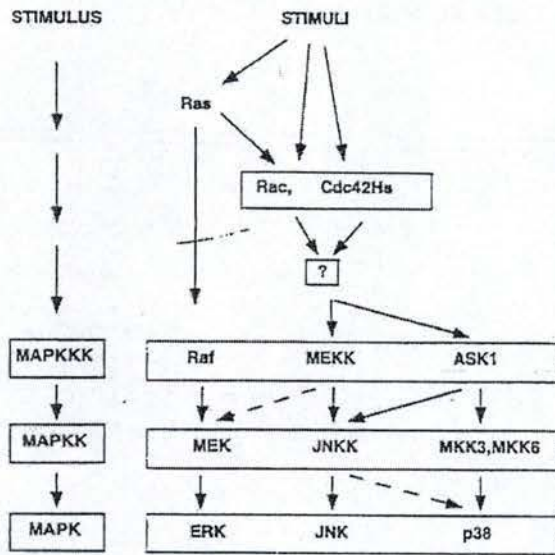 STIMULUS STIMULI
Ras
Rac, Cdc42Hs
?
MAPKKK Raf MEKK ASK1
MAPKK MEK JNKK MKK3,MKK6
MAPK ERK JNK p38